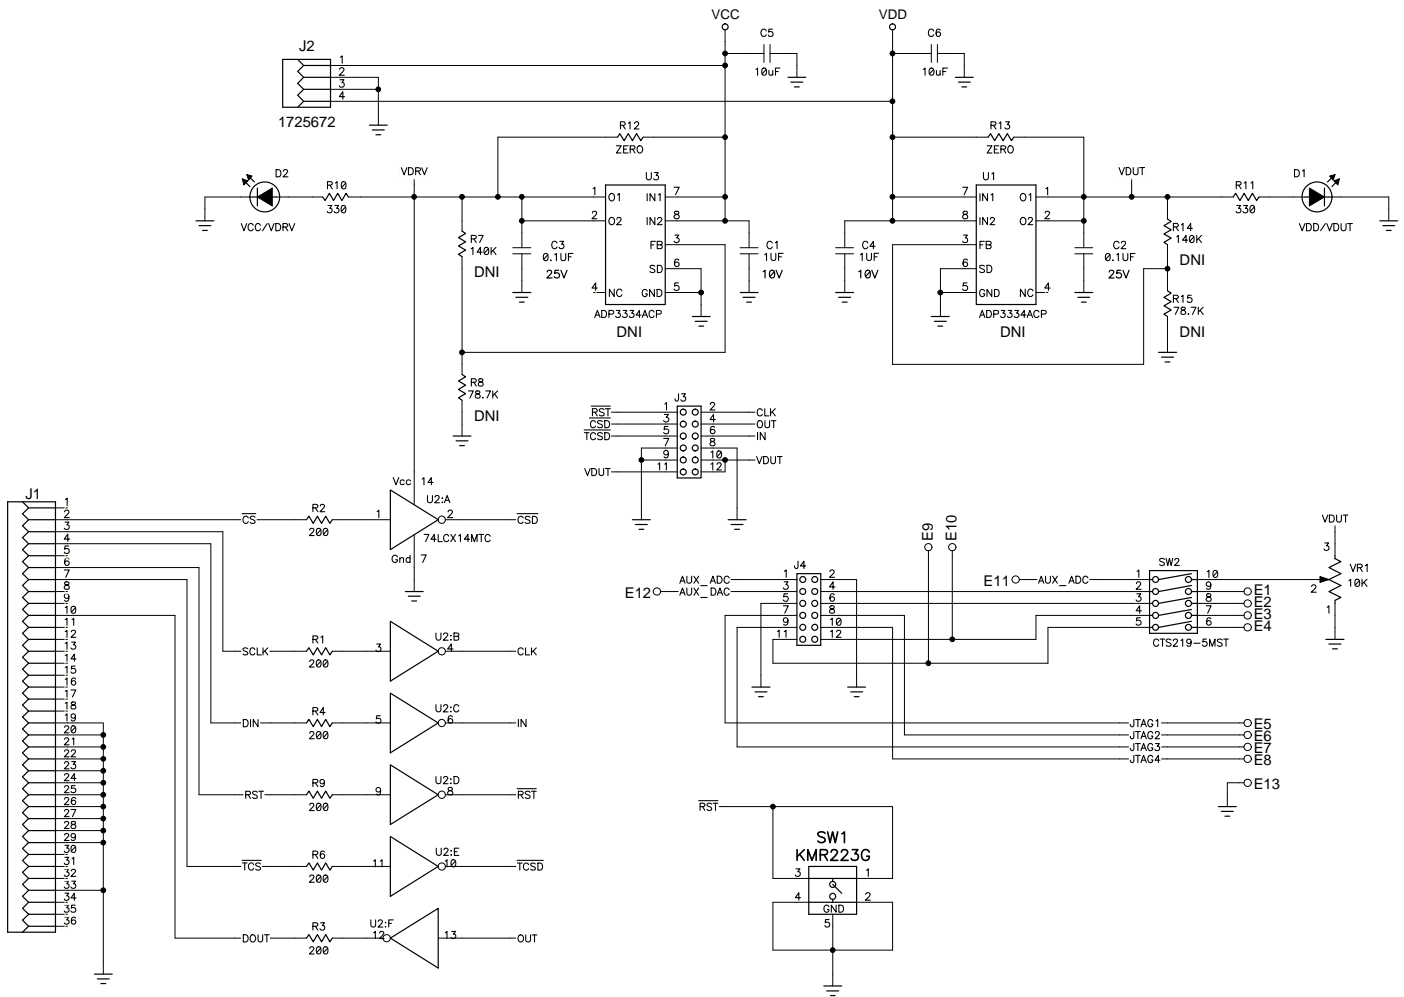 VCC
VDD
J2
C5
10uF
C6
10uF
1
2
3
4
1725672
R12
ZERO
R13
ZERO
D2
VCC/VDRV
R10
330
VDRV
U3
1 O1 IN1 7
2 O2 IN2 8
FB 3
SD 6
4 NC GND 5
ADP3334ACP
DNI
R7
140K
DNI
C3
0.1UF
25V
C1
1UF
10V
R8
78.7K
DNI
C4
1UF
10V
U1
7 IN1 O1 1
8 IN2 O2 2
3 FB
6 SD
5 GND NC 4
ADP3334ACP
DNI
C2
0.1UF
25V
VDUT
R14
140K
DNI
R15
78.7K
DNI
R11
330
D1
VDD/VDUT
J3
RST 1 2 CLK
CSD 3 4 OUT
TCSD 5 6 IN
7 8
9 10 VDUT
VDUT 11 12
J1
1
2
3
4
5
6
7
8
9
10
11
12
13
14
15
16
17
18
19
20
21
22
23
24
25
26
27
28
29
30
31
32
33
34
35
36
Vcc 14
U2:A
CS R2 200 1 2 CSD
74LCX14MTC
Gnd 7
U2:B
SCLK R1 200 3 4 CLK
U2:C
DIN R4 200 5 6 IN
U2:D
RST R9 200 9 8 RST
U2:E
TCS R6 200 11 10 TCSD
U2:F
DOUT R3 200 12 13 OUT
E9
E10
J4
AUX_ADC 1 2
E12 AUX_DAC 3 4
5 6
7 8
9 10
11 12
E11 AUX_ADC
SW2
1 10
2 9 E1
3 8 E2
4 7 E3
5 6 E4
CTS219-5MST
VDUT
3
VR1
10K
2
1
JTAG1 E5
JTAG2 E6
JTAG3 E7
JTAG4 E8
E13
RST
SW1
KMR223G
3 1
4 2
GND
5